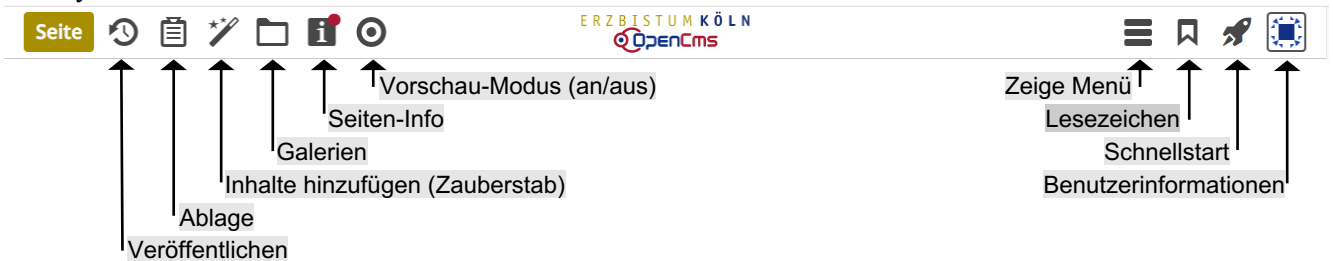 Seite
ERZBISTUM KÖLN
OpenCms
Vorschau-Modus (an/aus)
Zeige Menü
Seiten-Info
Lesezeichen
Galerien
Schnellstart
Inhalte hinzufügen (Zauberstab)
Benutzerinformationen
Ablage
Veröffentlichen